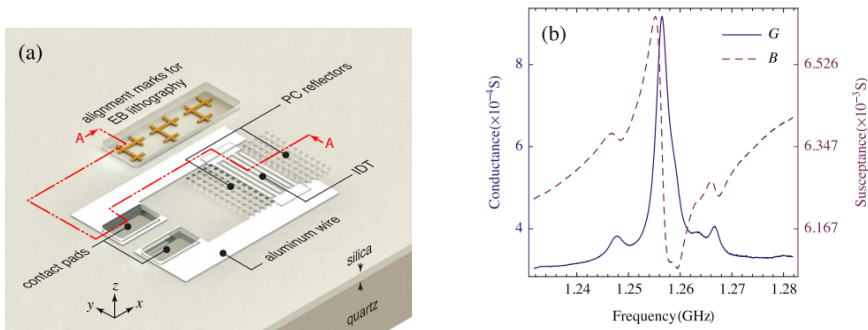 (a)
alignment marks for
EB lithography
PC reflectors
A
A
IDT
contact pads
aluminum wire
silica
quartz
z
y
x
(b)
G
B
8
6
4
Conductance(×10⁻⁴S)
6.526
6.347
6.167
Susceptance(×10⁻³S)
1.24
1.25
1.26
1.27
1.28
Frequency(GHz)